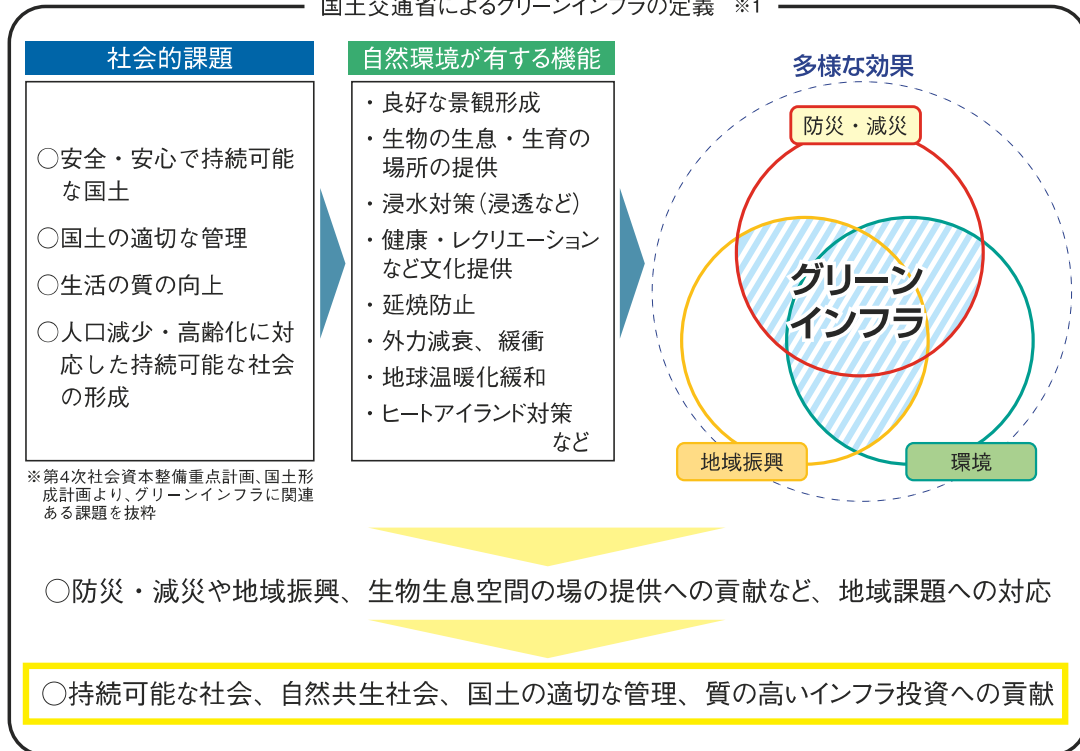 国土交通省によるグリーンインフラの定義 ※1
社会的課題
○安全・安心で持続可能
な国土
○国土の適切な管理
○生活の質の向上
○人口減少・高齢化に対
応した持続可能な社会
の形成
※第4次社会資本整備重点計画、国土形
成計画より、グリーンインフラに関連
ある課題を抜粋
自然環境が有する機能
・良好な景観形成
・生物の生息・生育の
場所の提供
・浸水対策(浸透など)
・健康・レクリエーション
など文化提供
・延焼防止
・外力減衰、緩衝
・地球温暖化緩和
・ヒートアイランド対策
など
多様な効果
防災・減災
グリーン
インフラ
地域振興
環境
○防災・減災や地域振興、生物生息空間の場の提供への貢献など、地域課題への対応
○持続可能な社会、自然共生社会、国土の適切な管理、質の高いインフラ投資への貢献